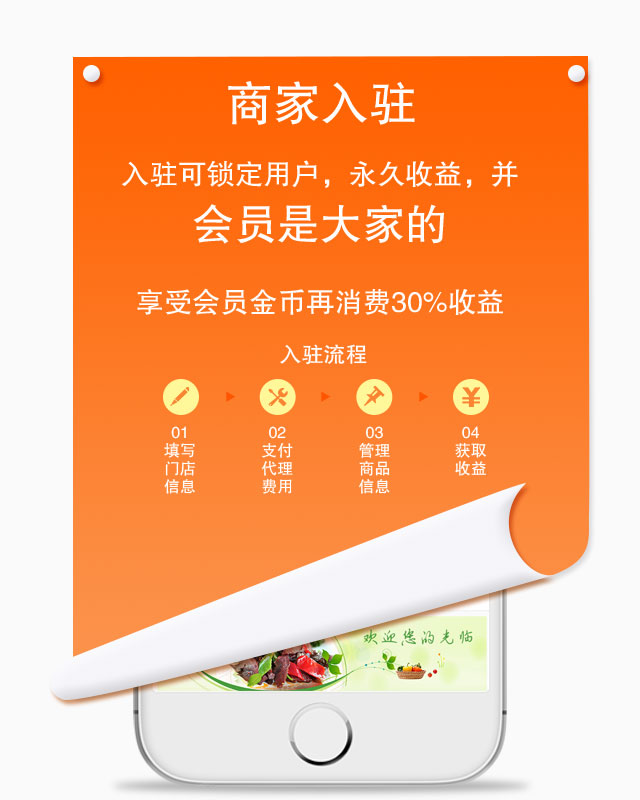 商家入驻
入驻可锁定用户，永久收益，并
会员是大家的
享受会员金币再消费30%收益
入驻流程
01 02 03 04
填写 支付 管理 获取
门店 代理 商品 收益
信息 费用 信息
欢迎您的光临